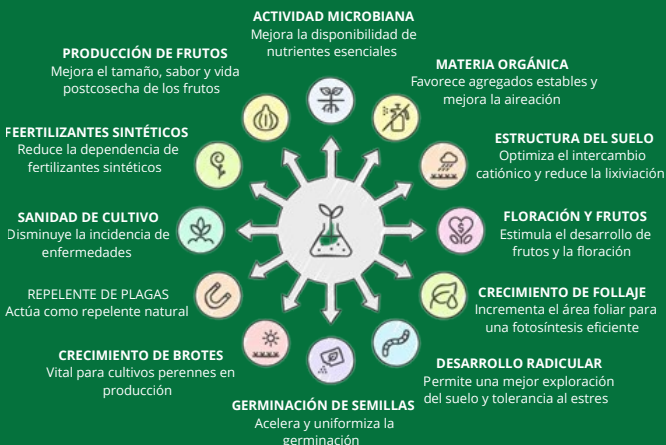 ACTIVIDAD MICROBIANA
Mejora la disponibilidad de
nutrientes esenciales
MATERIA ORGÁNICA
Favorece agregados estables y
mejora la aireación
ESTRUCTURA DEL SUELO
Optimiza el intercambio
catiónico y reduce la lixiviación
FLORACIÓN Y FRUTOS
Estimula el desarrollo de
frutos y la floración
CRECIMIENTO DE FOLLAJE
Incrementa el área foliar para
una fotosíntesis eficiente
DESARROLLO RADICULAR
Permite una mejor exploración
del suelo y tolerancia al estres
GERMINACIÓN DE SEMILLAS
Acelera y uniformiza la
germinación
CRECIMIENTO DE BROTES
Vital para cultivos perennes en
producción
REPELENTE DE PLAGAS
Actúa como repelente natural
SANIDAD DE CULTIVO
Disminuye la incidencia de
enfermedades
FEERTILIZANTES SINTÉTICOS
Reduce la dependencia de
fertilizantes sintéticos
PRODUCCIÓN DE FRUTOS
Mejora el tamaño, sabor y vida
postcosecha de los frutos
$